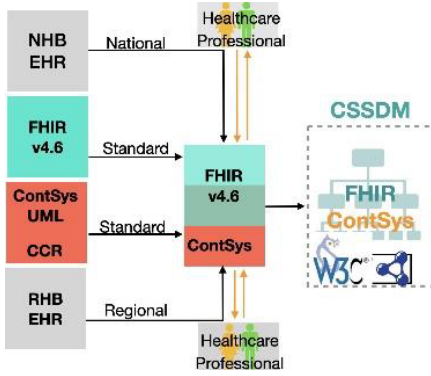 Healthcare
Professional
NHB
EHR
National
FHIR
v4.6
Standard
ContSys
UML
CCR
Standard
RHB
EHR
Regional
FHIR
v4.6
ContSys
Healthcare
Professional
CSSDM
FHIR
ContSys
W3C